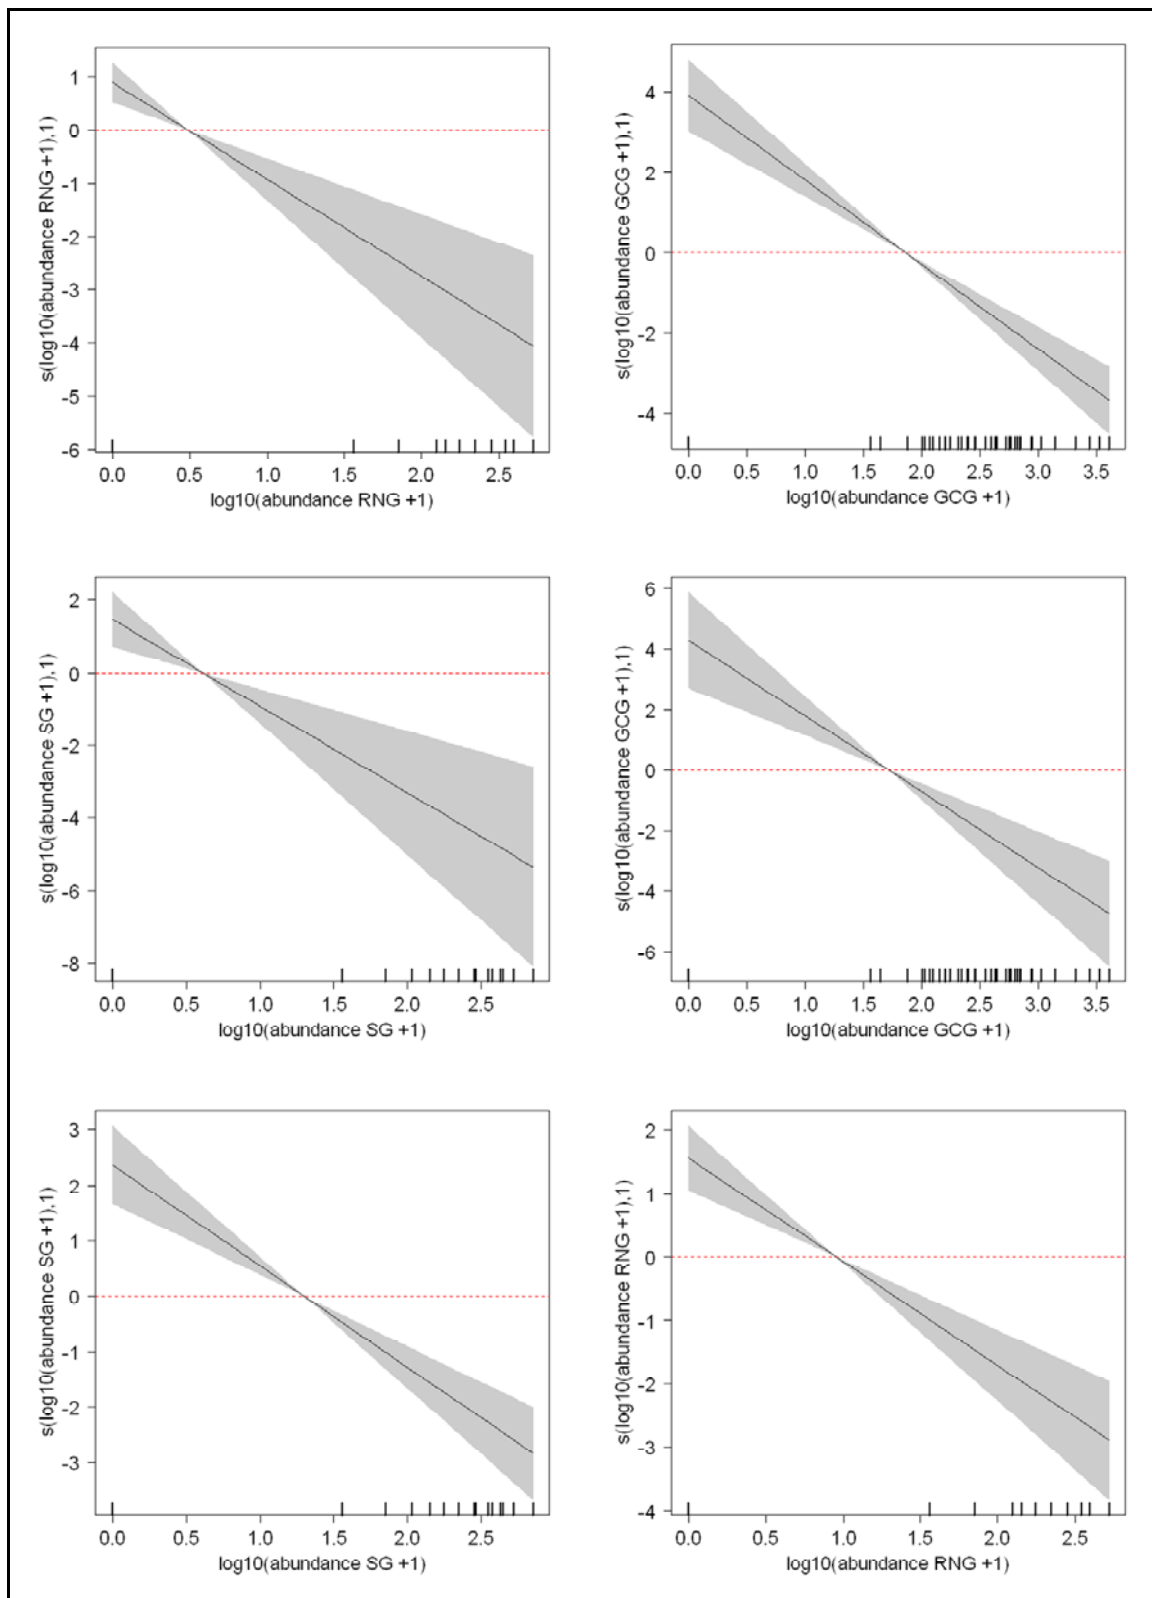 s(log10(abundance RNG +1),1)
1
0
-1
-2
-3
-4
-5
-6
0.0 0.5 1.0 1.5 2.0 2.5
log10(abundance RNG +1)
s(log10(abundance GCG +1),1)
4
2
0
-2
-4
0.0 0.5 1.0 1.5 2.0 2.5 3.0 3.5
log10(abundance GCG +1)
s(log10(abundance SG +1),1)
2
0
-2
-4
-6
-8
0.0 0.5 1.0 1.5 2.0 2.5
log10(abundance SG +1)
s(log10(abundance GCG +1),1)
6
4
2
0
-2
-4
-6
0.0 0.5 1.0 1.5 2.0 2.5 3.0 3.5
log10(abundance GCG +1)
s(log10(abundance SG +1),1)
3
2
1
0
-1
-2
-3
0.0 0.5 1.0 1.5 2.0 2.5
log10(abundance SG +1)
s(log10(abundance RNG +1),1)
2
1
0
-1
-2
-3
-4
0.0 0.5 1.0 1.5 2.0 2.5
log10(abundance RNG +1)